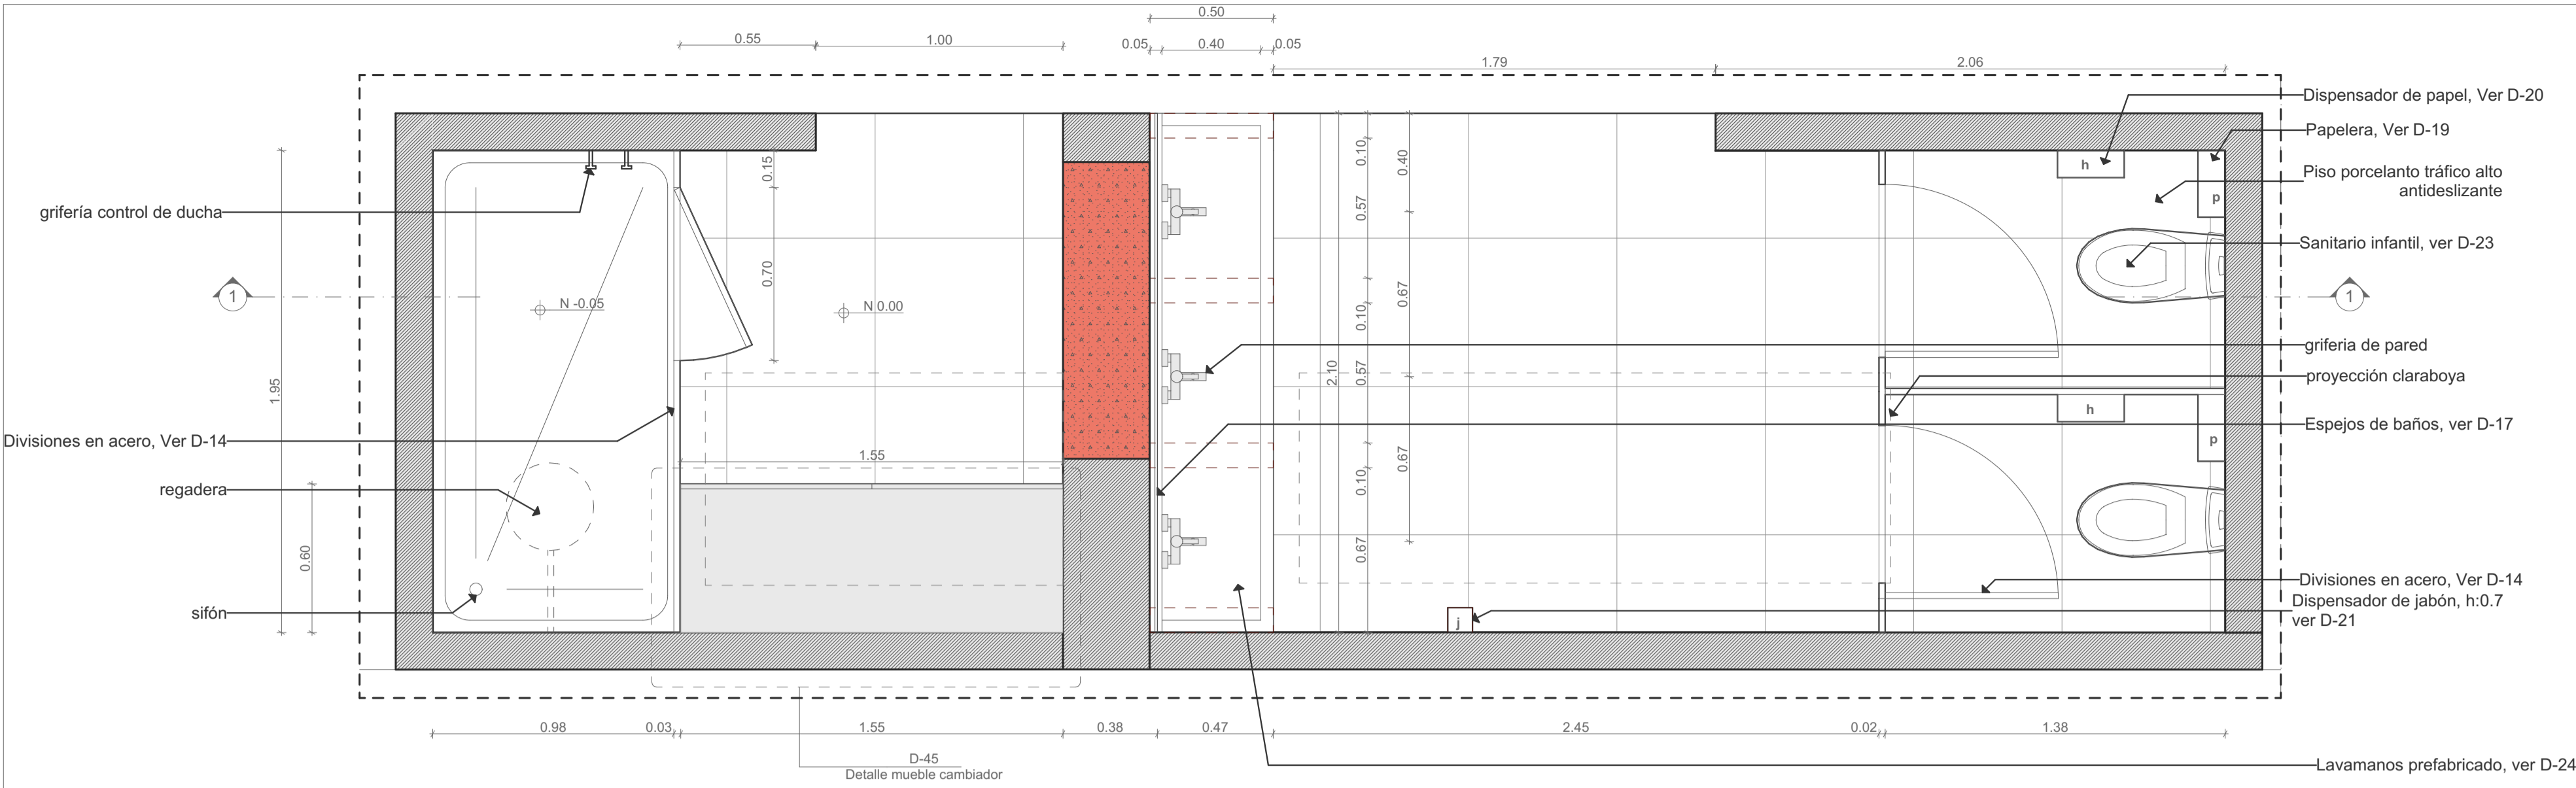 0.50
0.55
1.00
0.05
0.40
0.05
1.79
2.06
Dispensador de papel, Ver D-20
Papelera, Ver D-19
Piso porcelanto tráfico alto
antideslizante
Sanitario infantil, ver D-23
griferia de pared
proyección claraboya
Espejos de baños, ver D-17
Divisiones en acero, Ver D-14
Dispensador de jabón, h:0.7
ver D-21
Lavamanos prefabricado, ver D-24
grifería control de ducha
1
Divisiones en acero, Ver D-14
regadera
sifón
1.95
0.60
N -0.05
0.15
0.70
N 0.00
1.55
2.10
0.10
0.57
0.10
0.57
0.10
0.67
0.40
0.67
0.67
h
p
h
p
j
1
0.98
0.03
1.55
0.38
0.47
2.45
0.02
1.38
D-45
Detalle mueble cambiador